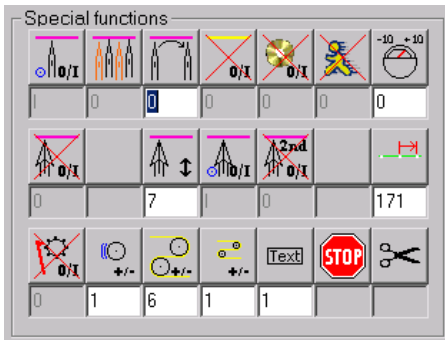 Special functions
0/I 0/I 0/I -10 +10
I 0 0 0 0 0 0
0/I 0/I 2nd 0/I
0 7 I 0 171
0/I +/- +/- +/- Text STOP
0 1 6 1 1